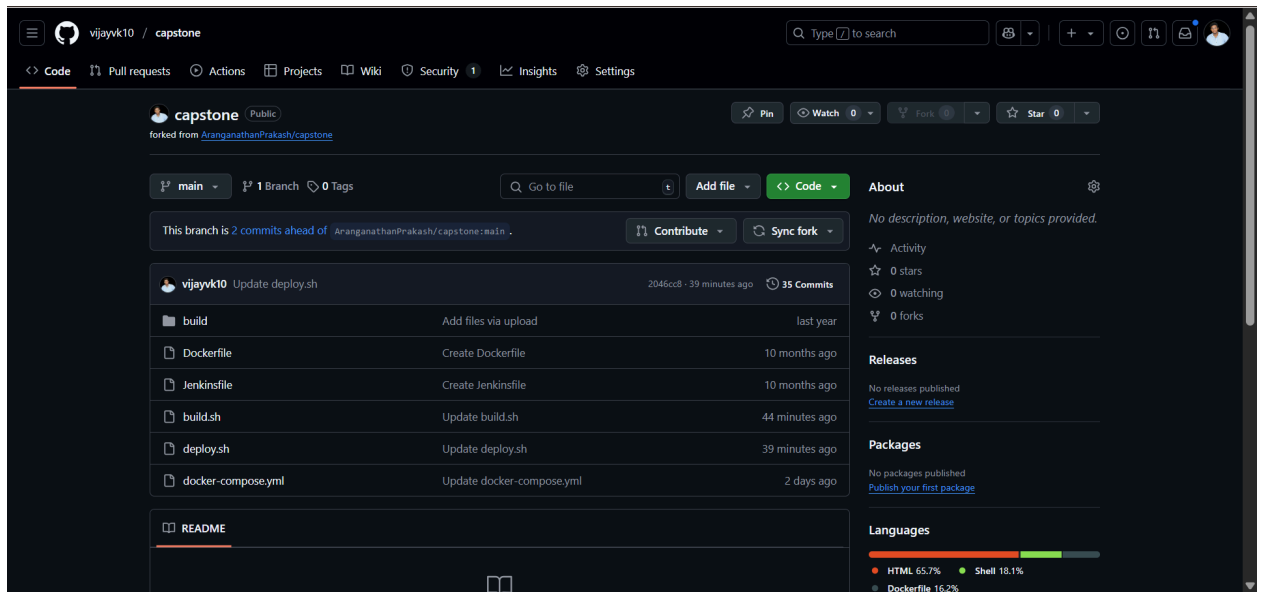 vijayvk10 / capstone
Type / to search
Code Pull requests Actions Projects Wiki Security 1 Insights Settings
capstone Public
Pin Watch 0 Fork 0 Star 0
forked from AranganathanPrakash/capstone
main 1 Branch 0 Tags Go to file t Add file Code
This branch is 2 commits ahead of AranganathanPrakash/capstone:main .
Contribute Sync fork
vijayvk10 Update deploy.sh 2046cc8 · 39 minutes ago 35 Commits
build Add files via upload last year
Dockerfile Create Dockerfile 10 months ago
Jenkinsfile Create Jenkinsfile 10 months ago
build.sh Update build.sh 44 minutes ago
deploy.sh Update deploy.sh 39 minutes ago
docker-compose.yml Update docker-compose.yml 2 days ago
README
About
No description, website, or topics provided.
Activity
0 stars
0 watching
0 forks
Releases
No releases published
Create a new release
Packages
No packages published
Publish your first package
Languages
HTML 65.7% Shell 18.1%
Dockerfile 16.2%